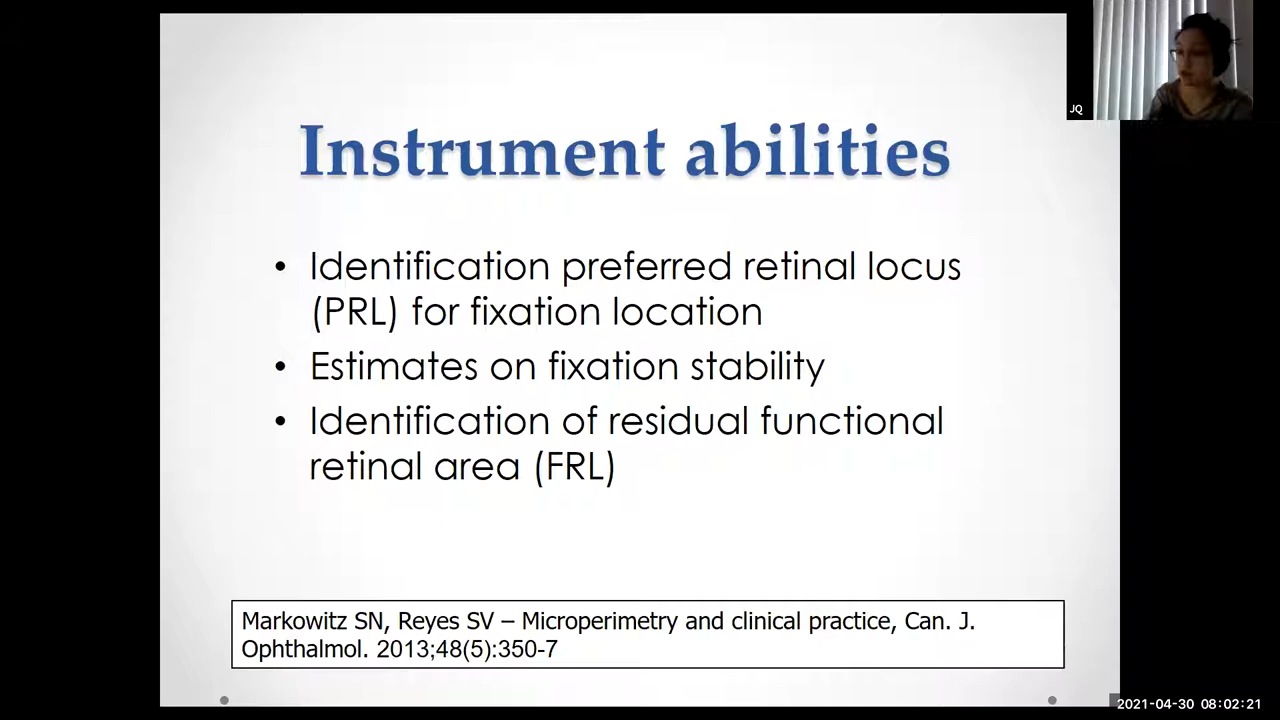 JQ
Instrument abilities
• Identification preferred retinal locus
(PRL) for fixation location
• Estimates on fixation stability
• Identification of residual functional
retinal area (FRL)
Markowitz SN, Reyes SV – Microperimetry and clinical practice, Can. J.
Ophthalmol. 2013;48(5):350-7
2021-04-30 08:02:21